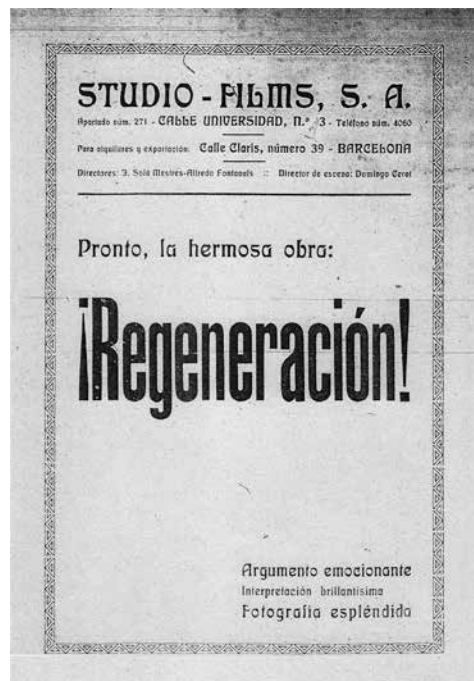 STUDIO-FILMS, S. A.
Apartado núm. 271 - CALLE UNIVERSIDAD, N.º 3 - Teléfono núm. 4060
Para alquileres y exportación: Calle Claris, número 39 - BARCELONA
Directores: J. Solá Mestres-Alfredo Fontanals :: Director de escena: Domingo Ceret
Pronto, la hermosa obra:
¡Regeneración!
Argumento emocionante
Interpretación brillantísima
Fotografía espléndida